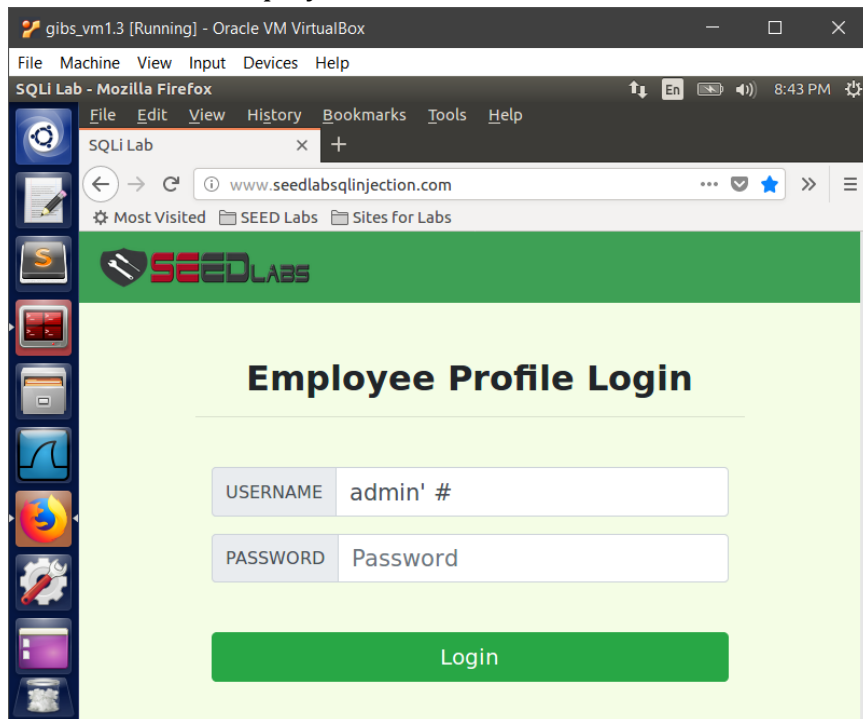 gibs_vm1.3 [Running] - Oracle VM VirtualBox
File Machine View Input Devices Help
SQLi Lab - Mozilla Firefox En 8:43 PM
File Edit View History Bookmarks Tools Help
SQLi Lab × +
www.seedlabsqlinjection.com
Most Visited SEED Labs Sites for Labs
SEEDLABS
Employee Profile Login
USERNAME admin' #
PASSWORD Password
Login